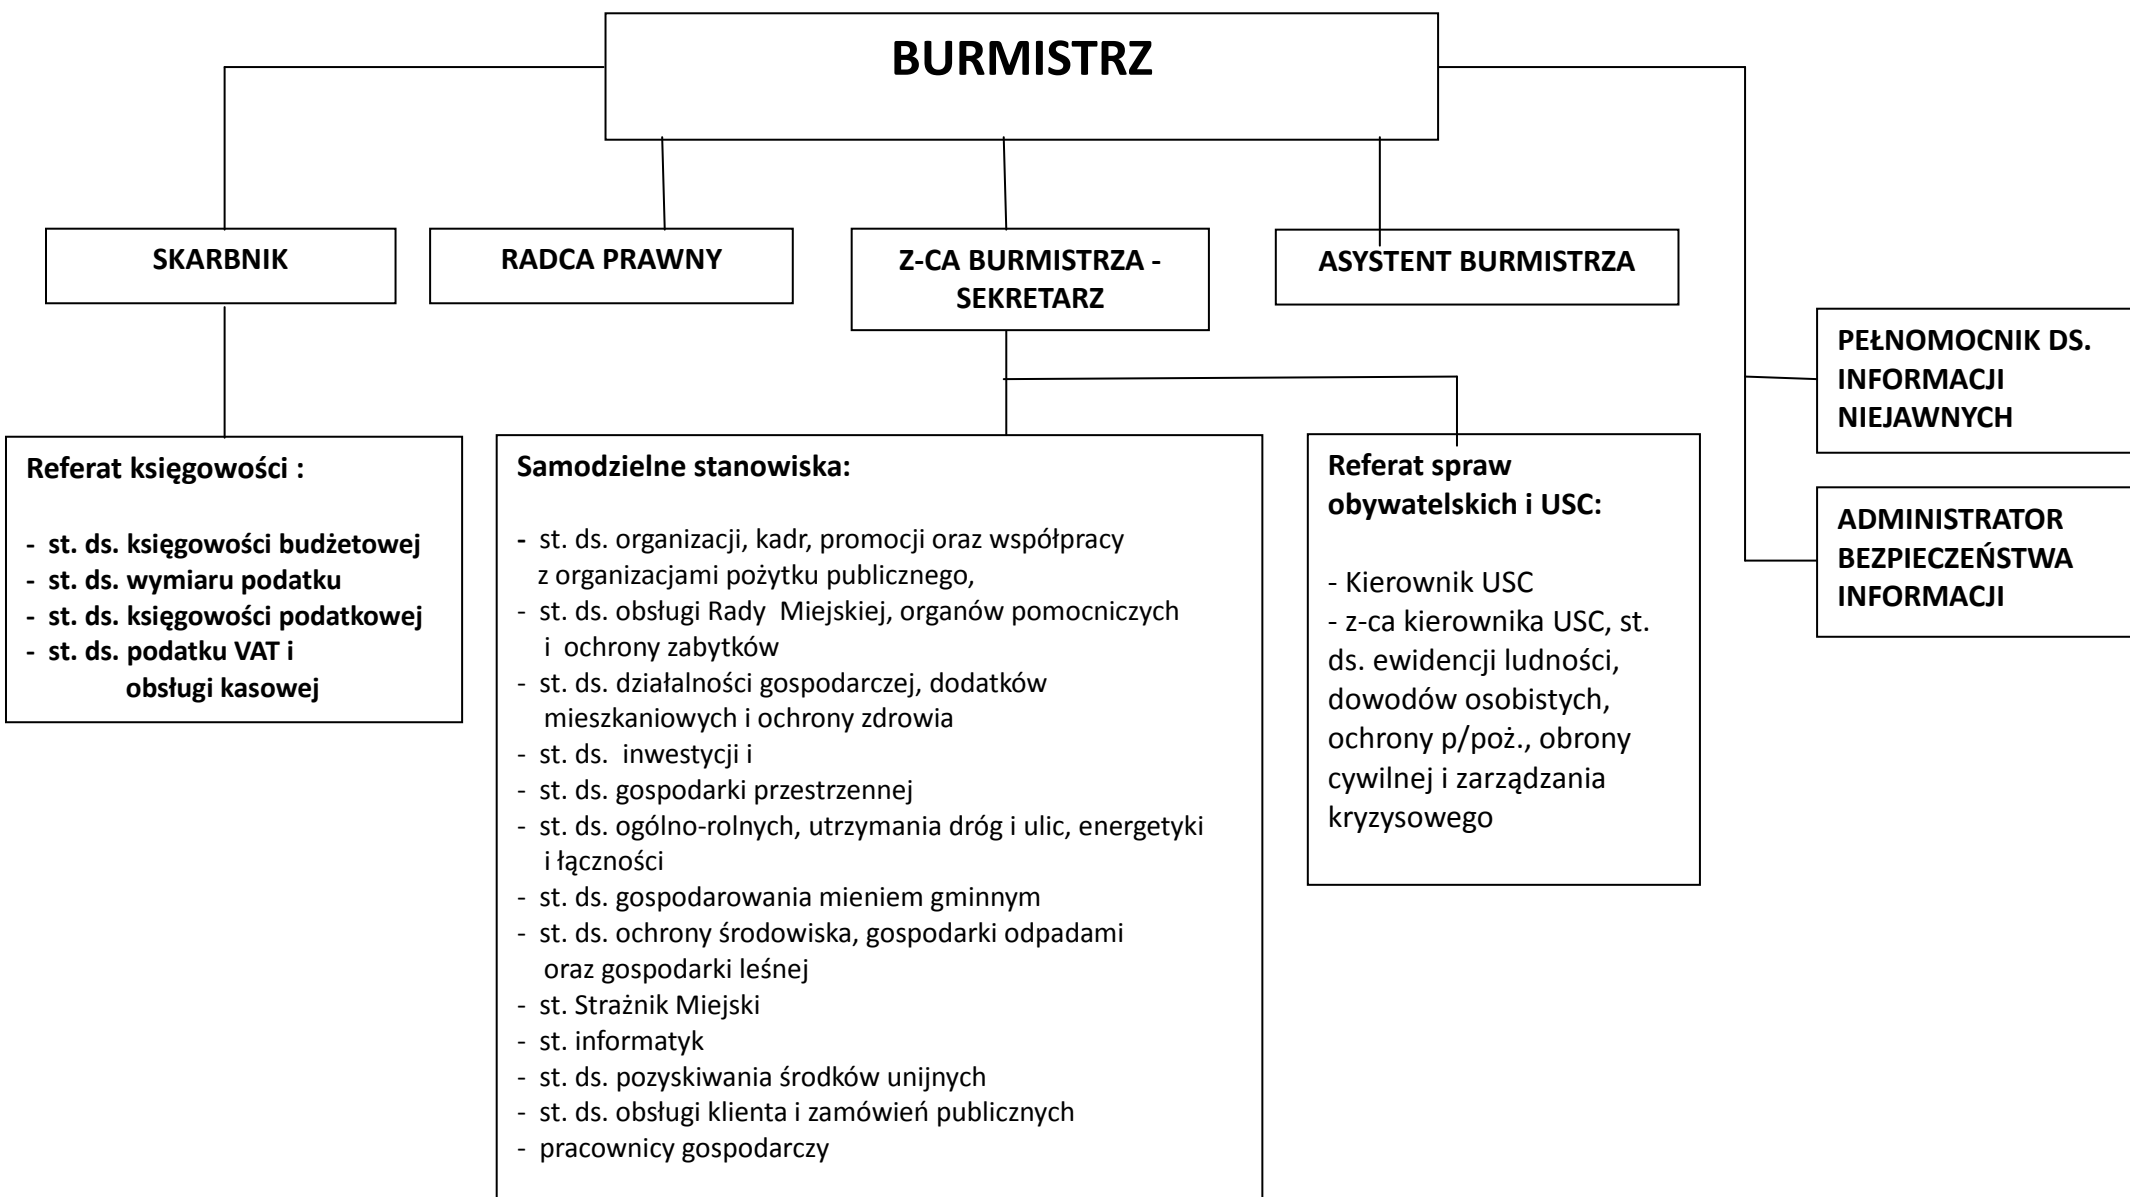 BURMISTRZ
SKARBNIK
RADCA PRAWNY
Z-CA BURMISTRZA -
SEKRETARZ
ASYSTENT BURMISTRZA
PEŁNOMOCNIK DS.
INFORMACJI
NIEJAWNYCH
ADMINISTRATOR
BEZPIECZEŃSTWA
INFORMACJI
Referat księgowości :
- st. ds. księgowości budżetowej
- st. ds. wymiaru podatku
- st. ds. księgowości podatkowej
- st. ds. podatku VAT i
obsługi kasowej
Samodzielne stanowiska:
- st. ds. organizacji, kadr, promocji oraz współpracy
z organizacjami pożytku publicznego,
- st. ds. obsługi Rady Miejskiej, organów pomocniczych
i ochrony zabytków
- st. ds. działalności gospodarczej, dodatków
mieszkaniowych i ochrony zdrowia
- st. ds. inwestycji i
- st. ds. gospodarki przestrzennej
- st. ds. ogólno-rolnych, utrzymania dróg i ulic, energetyki
i łączności
- st. ds. gospodarowania mieniem gminnym
- st. ds. ochrony środowiska, gospodarki odpadami
oraz gospodarki leśnej
- st. Strażnik Miejski
- st. informatyk
- st. ds. pozyskiwania środków unijnych
- st. ds. obsługi klienta i zamówień publicznych
- pracownicy gospodarczy
Referat spraw
obywatelskich i USC:
- Kierownik USC
- z-ca kierownika USC, st.
ds. ewidencji ludności,
dowodów osobistych,
ochrony p/poż., obrony
cywilnej i zarządzania
kryzysowego